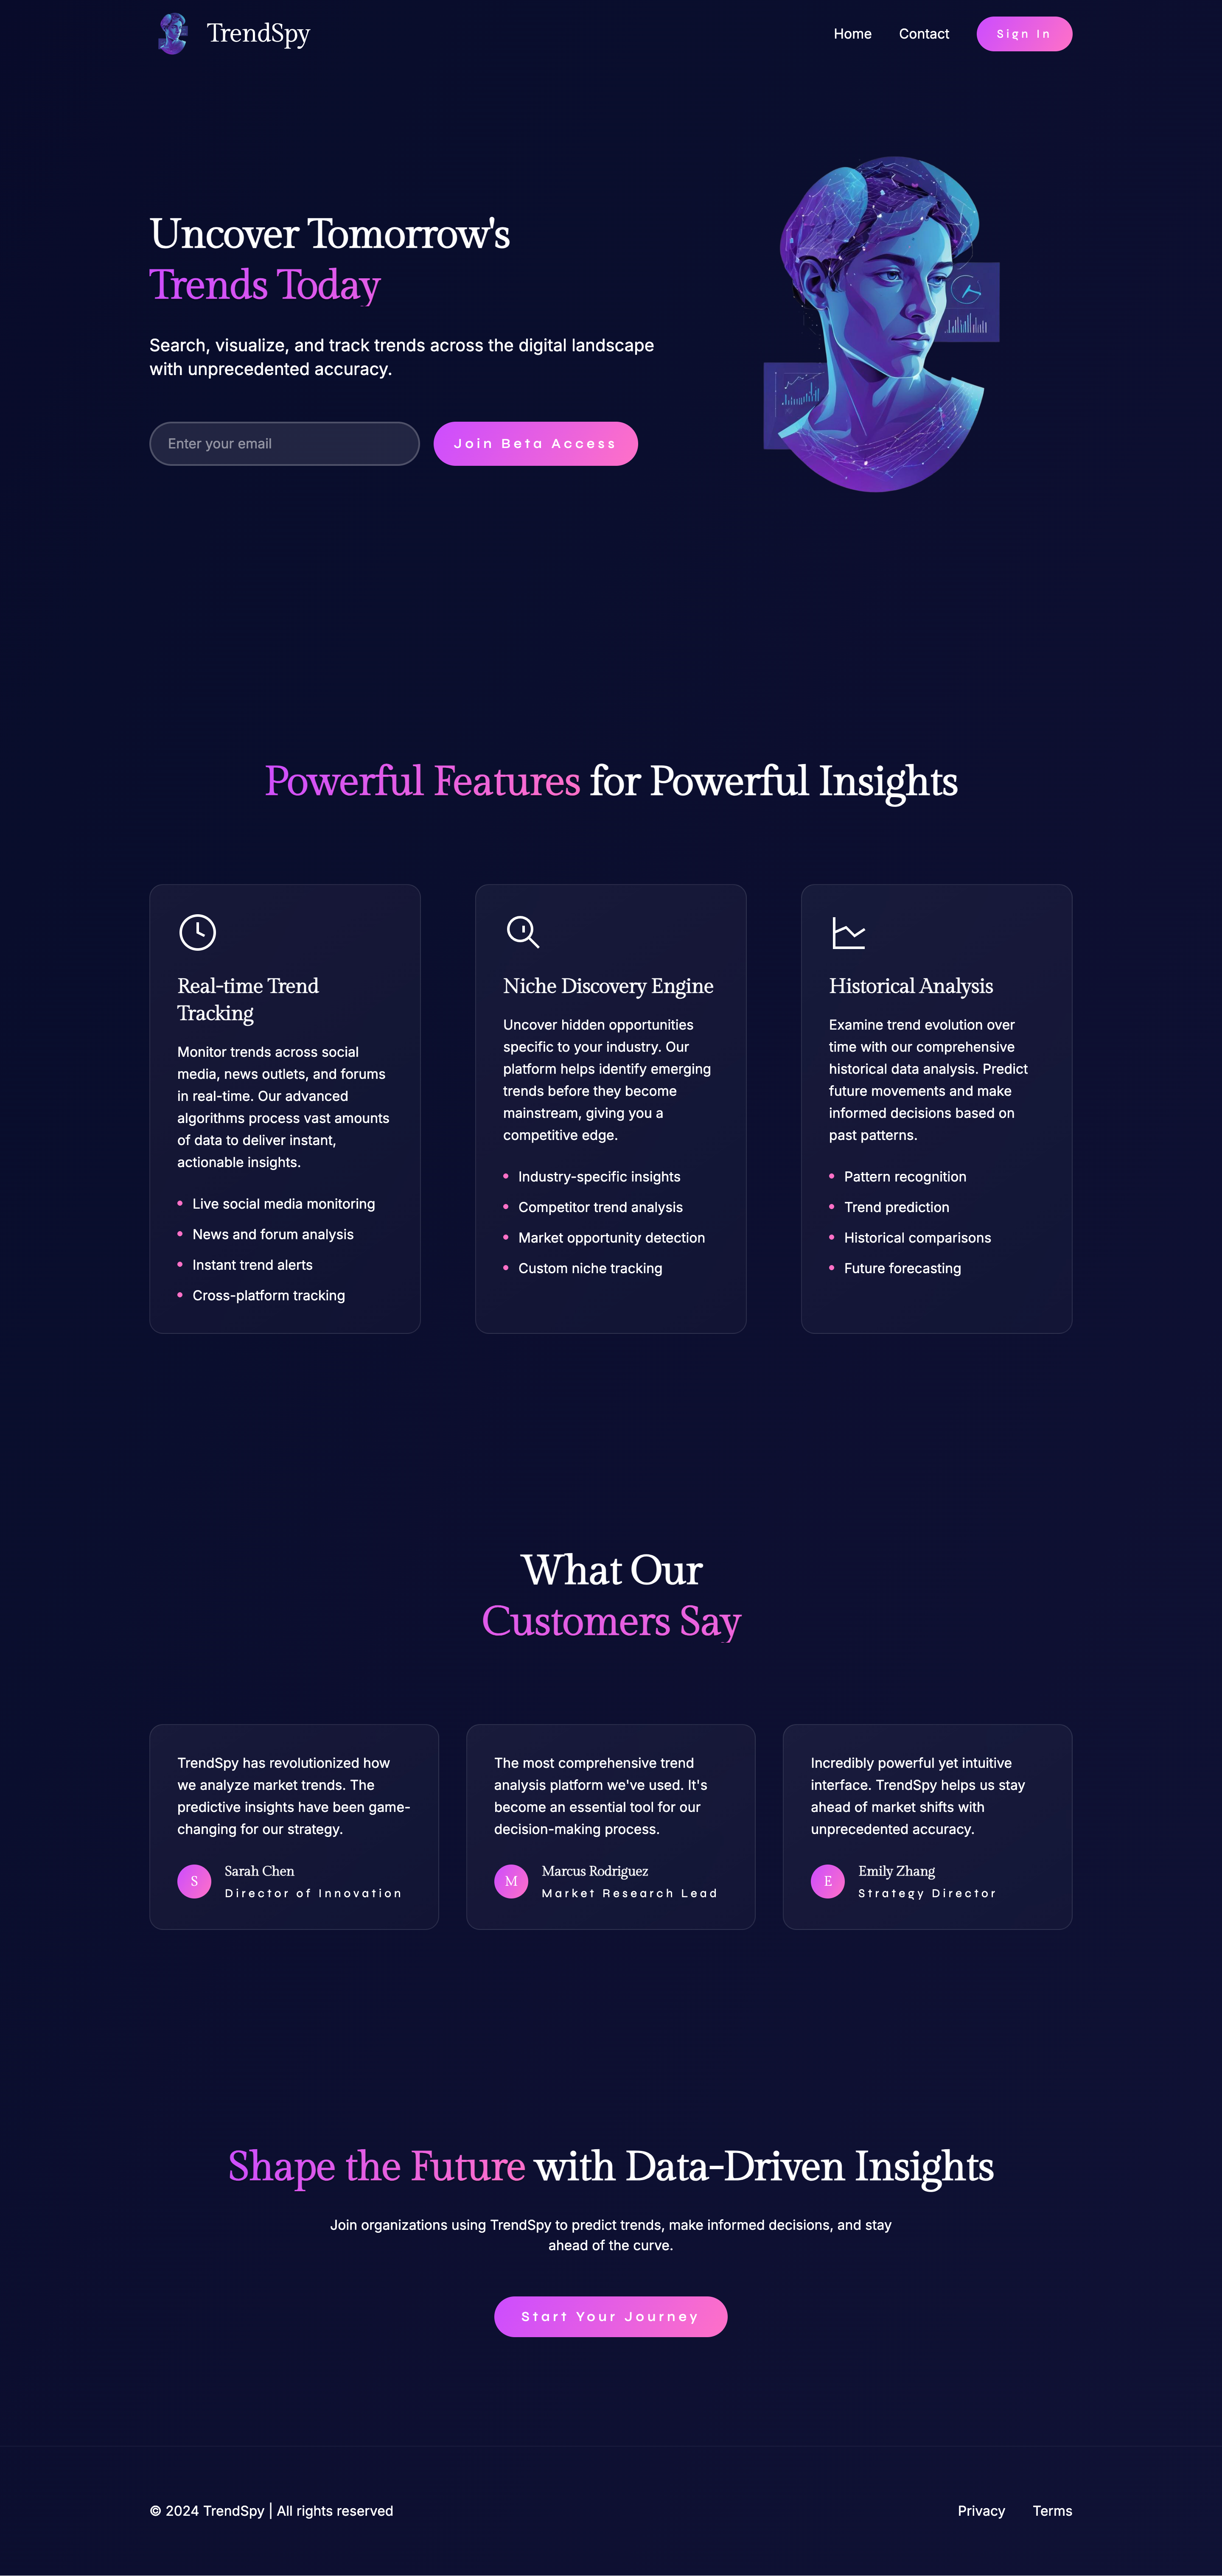 TrendSpy
Home
Contact
Sign In
Uncover Tomorrow's
Trends Today
Search, visualize, and track trends across the digital landscape
with unprecedented accuracy.
Enter your email
Join Beta Access
Powerful Features for Powerful Insights
Real-time Trend
Tracking
Monitor trends across social
media, news outlets, and forums
in real-time. Our advanced
algorithms process vast amounts
of data to deliver instant,
actionable insights.
Live social media monitoring
News and forum analysis
Instant trend alerts
Cross-platform tracking
Niche Discovery Engine
Uncover hidden opportunities
specific to your industry. Our
platform helps identify emerging
trends before they become
mainstream, giving you a
competitive edge.
Industry-specific insights
Competitor trend analysis
Market opportunity detection
Custom niche tracking
Historical Analysis
Examine trend evolution over
time with our comprehensive
historical data analysis. Predict
future movements and make
informed decisions based on
past patterns.
Pattern recognition
Trend prediction
Historical comparisons
Future forecasting
What Our
Customers Say
TrendSpy has revolutionized how
we analyze market trends. The
predictive insights have been game-
changing for our strategy.
S
Sarah Chen
Director of Innovation
The most comprehensive trend
analysis platform we've used. It's
become an essential tool for our
decision-making process.
M
Marcus Rodriguez
Market Research Lead
Incredibly powerful yet intuitive
interface. TrendSpy helps us stay
ahead of market shifts with
unprecedented accuracy.
E
Emily Zhang
Strategy Director
Shape the Future with Data-Driven Insights
Join organizations using TrendSpy to predict trends, make informed decisions, and stay
ahead of the curve.
Start Your Journey
© 2024 TrendSpy | All rights reserved
Privacy
Terms